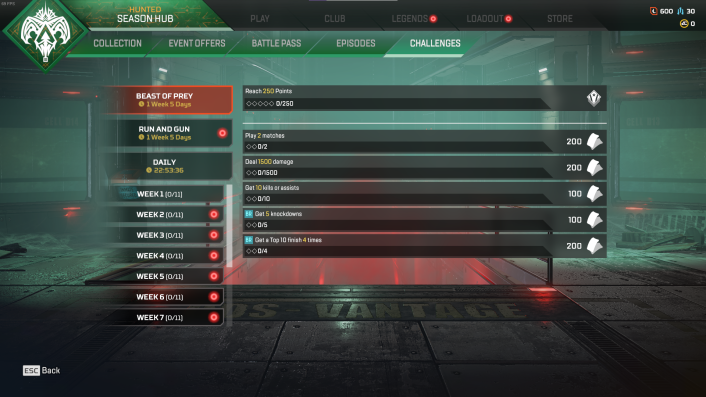 HUNTED
SEASON HUB
PLAY
CLUB
LEGENDS
LOADOUT
STORE
600
30
0
COLLECTION
EVENT OFFERS
BATTLE PASS
EPISODES
CHALLENGES
BEAST OF PREY
1 Week 5 Days
RUN AND GUN
1 Week 5 Days
DAILY
22:53:36
WEEK 1 (0/11)
WEEK 2 (0/11)
WEEK 3 (0/11)
WEEK 4 (0/11)
WEEK 5 (0/11)
WEEK 6 (0/11)
WEEK 7 (0/11)
Reach 250 Points
0/250
Play 2 matches
0/2
200
Deal 1500 damage
0/1500
200
Get 10 kills or assists
0/10
100
BR Get 5 knockdowns
0/5
100
BR Get a Top 10 finish 4 times
0/4
200
VANTAGE
ESC Back